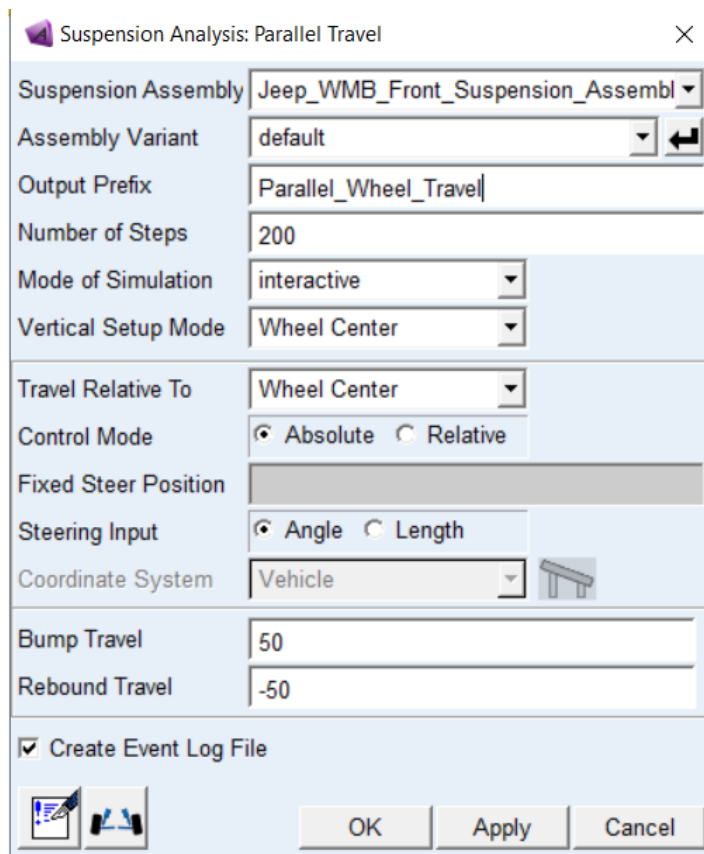 Suspension Analysis: Parallel Travel
Suspension Assembly Jeep_WMB_Front_Suspension_Assembl
Assembly Variant default
Output Prefix Parallel_Wheel_Travel
Number of Steps 200
Mode of Simulation interactive
Vertical Setup Mode Wheel Center
Travel Relative To Wheel Center
Control Mode Absolute Relative
Fixed Steer Position
Steering Input Angle Length
Coordinate System Vehicle
Bump Travel 50
Rebound Travel -50
Create Event Log File
OK Apply Cancel